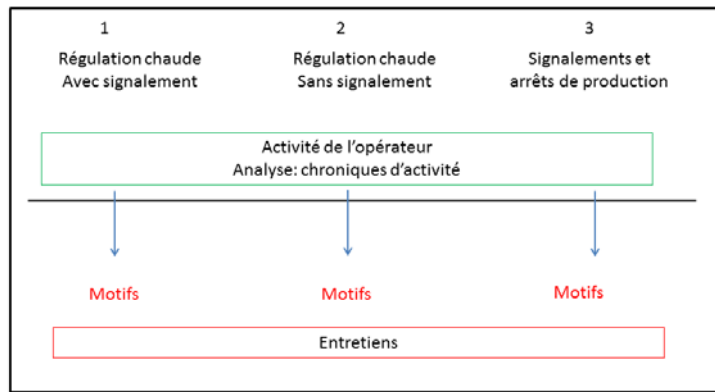 1
Régulation chaude
Avec signalement
2
Régulation chaude
Sans signalement
3
Signalements et
arrêts de production
Activité de l'opérateur
Analyse: chroniques d'activité
Motifs
Motifs
Motifs
Entretiens